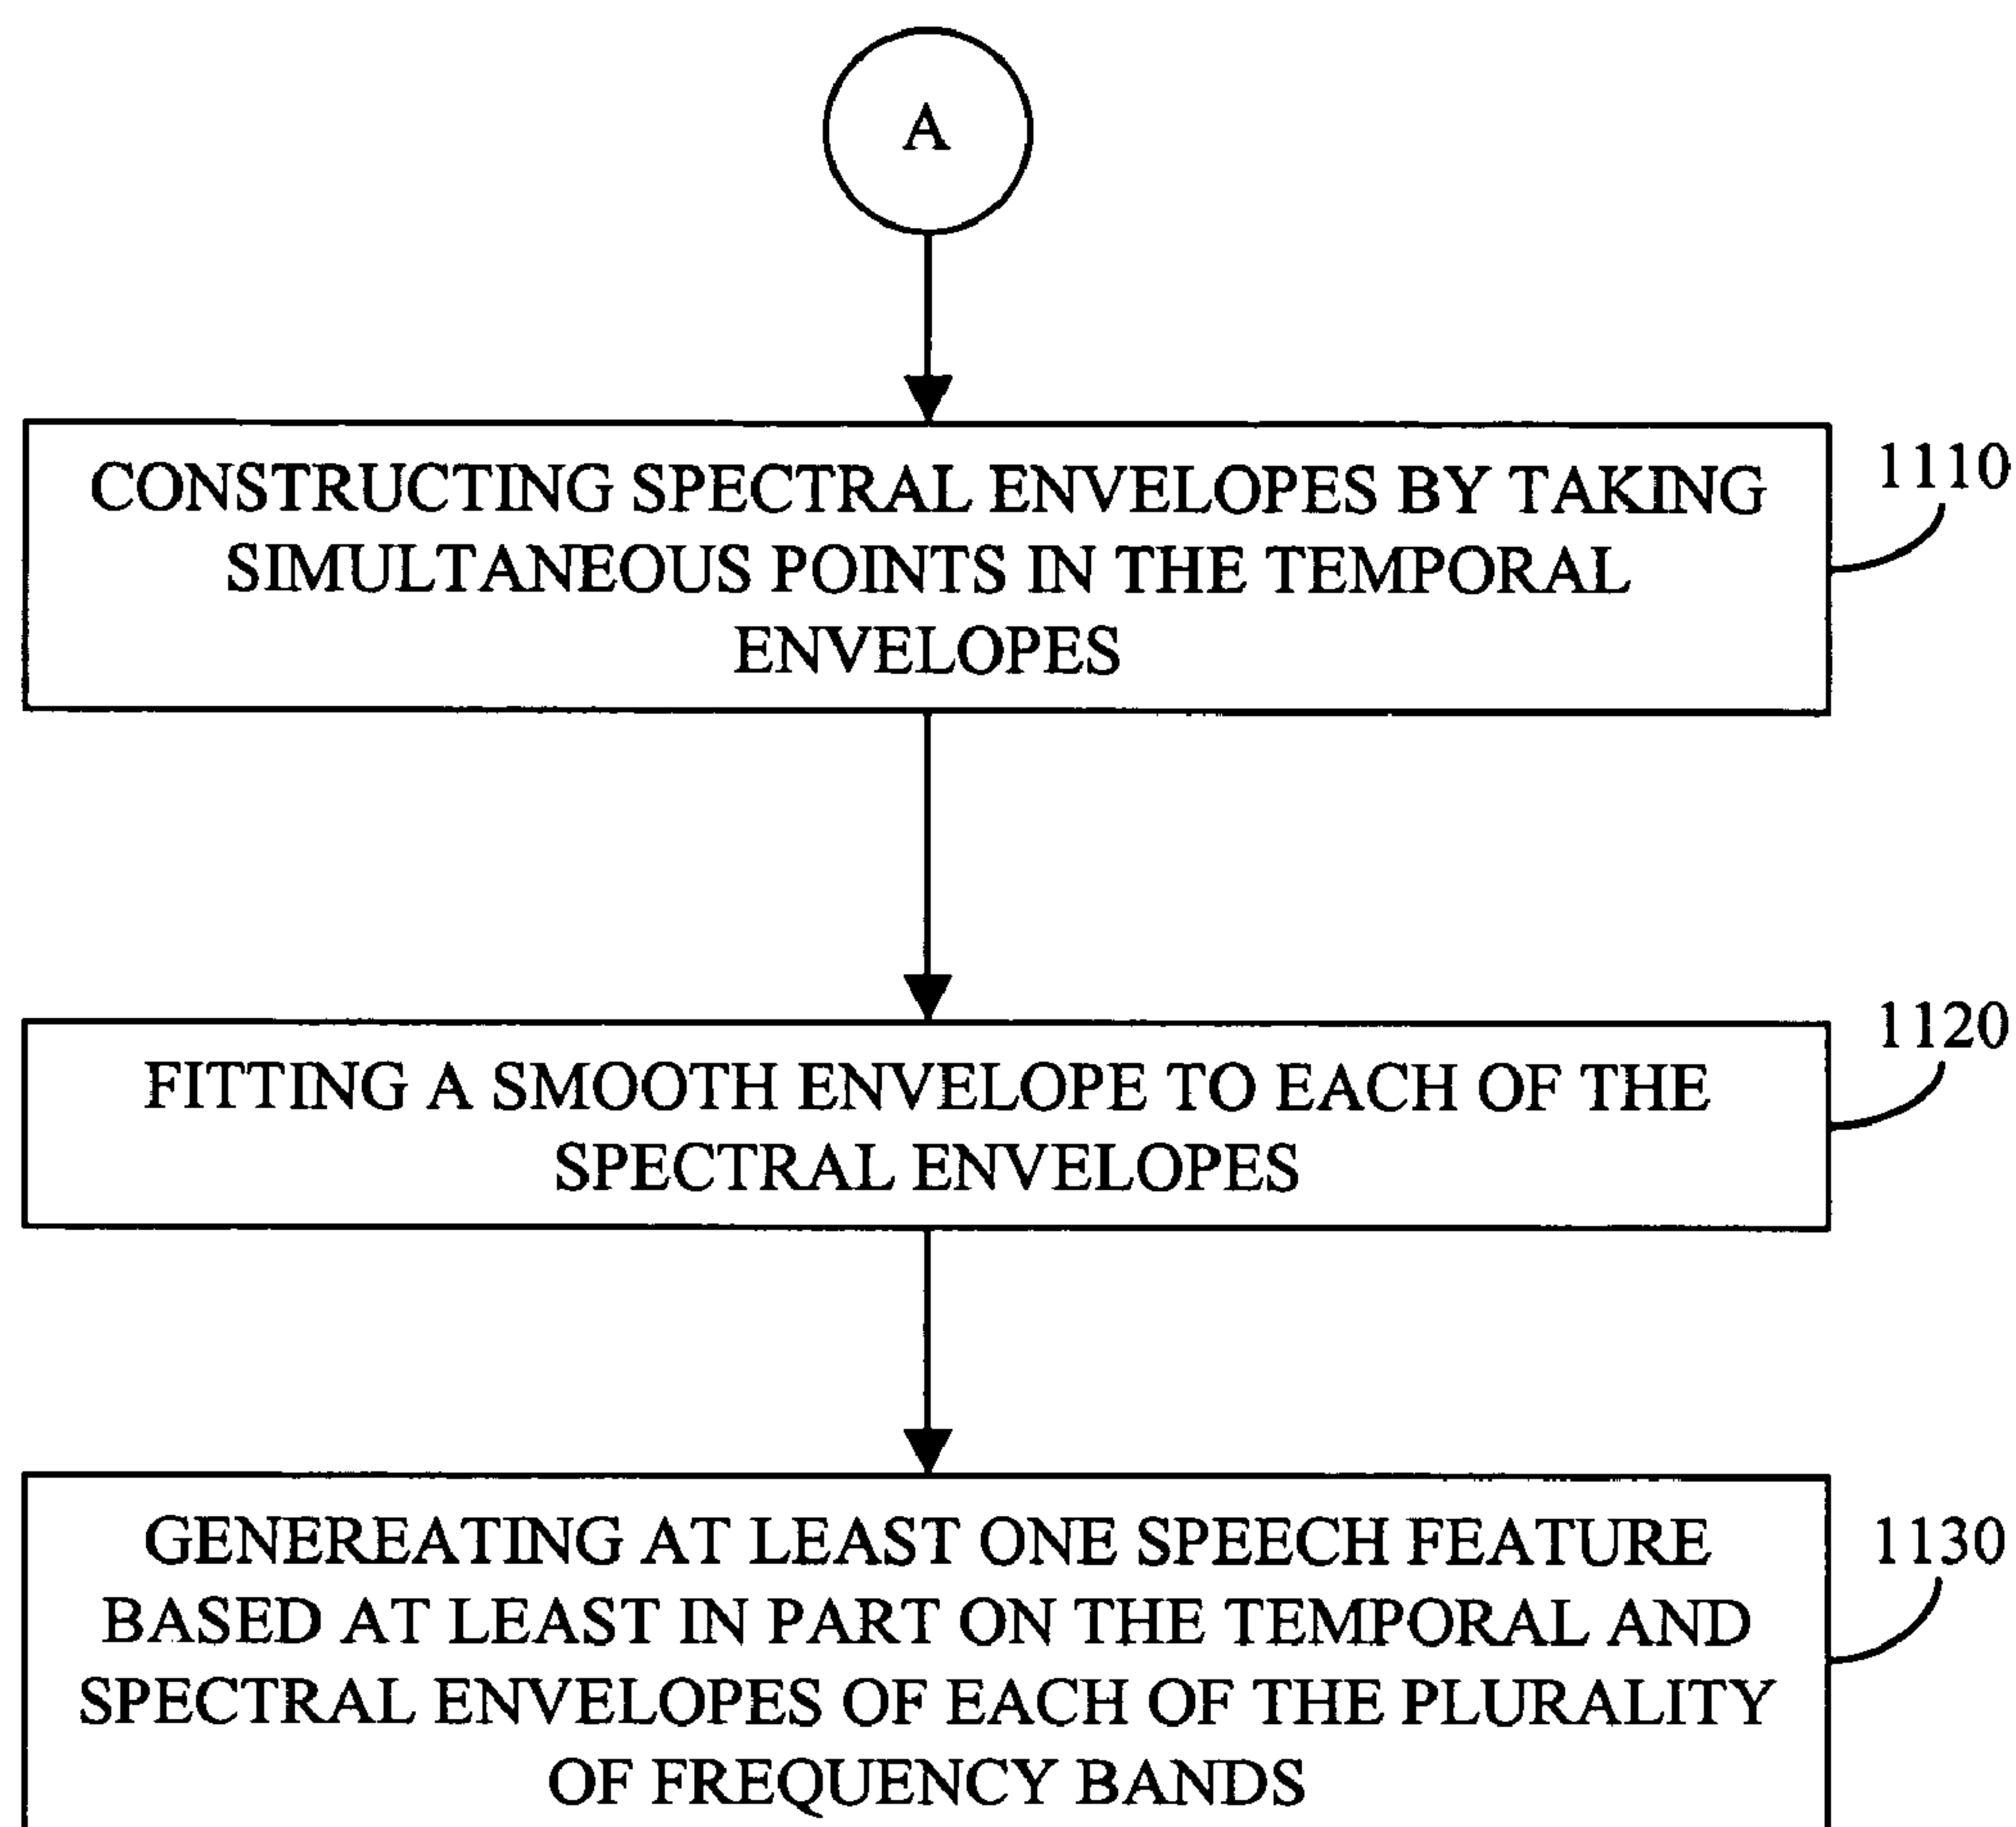 A
CONSTRUCTING SPECTRAL ENVELOPES BY TAKING
SIMULTANEOUS POINTS IN THE TEMPORAL
ENVELOPES
1110
FITTING A SMOOTH ENVELOPE TO EACH OF THE
SPECTRAL ENVELOPES
1120
GENEREATING AT LEAST ONE SPEECH FEATURE
BASED AT LEAST IN PART ON THE TEMPORAL AND
SPECTRAL ENVELOPES OF EACH OF THE PLURALITY
OF FREQUENCY BANDS
1130